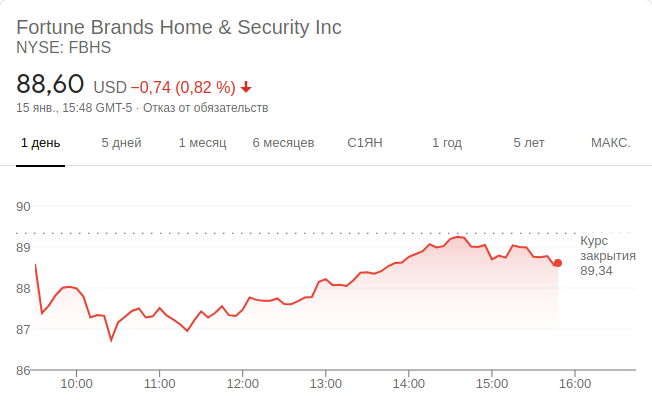 Fortune Brands Home & Security Inc
NYSE: FBHS
88,60 USD −0,74 (0,82 %)
15 янв., 15:48 GMT-5 · Отказ от обязательств
1 день 5 дней 1 месяц 6 месяцев С1ЯН 1 год 5 лет МАКС.
90
89
88
87
86
Курс
закрытия
89,34
10:00 11:00 12:00 13:00 14:00 15:00 16:00